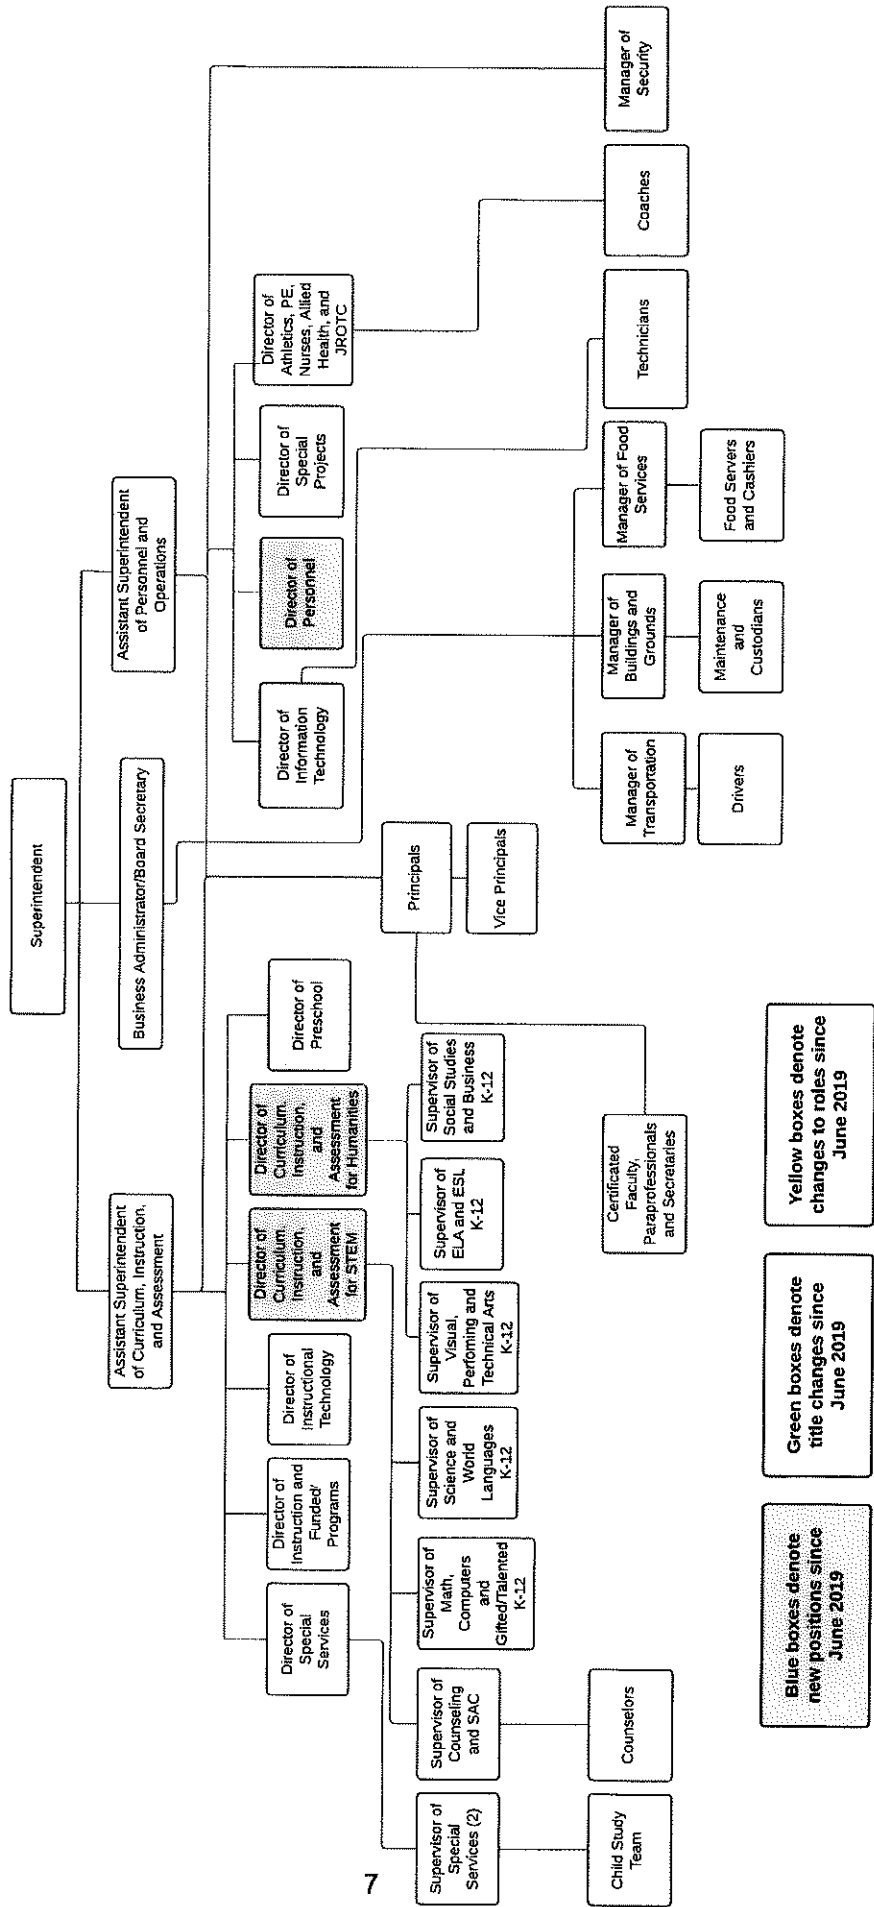 Superintendent
Assistant Superintendent
of Curriculum, Instruction,
and Assessment
Business Administrator/Board Secretary
Assistant Superintendent
of Personnel and
Operations
Director of
Special
Services
Director of
Instruction and
Funded/
Programs
Director of
Instructional
Technology
Director of
Curriculum,
Instruction,
and
Assessment
for STEM
Director of
Curriculum,
Instruction,
and
Assessment
for Humanities
Director of
Preschool
Director of
Information
Technology
Director of
Personnel
Director of
Special
Projects
Director of
Athletics, PE,
Nurses, Allied
Health, and
JROTC
Supervisor of
Special
Services (2)
Supervisor of
Counseling
and SAC
Supervisor of
Math,
Computers
and
Gifted/Talented
K-12
Supervisor of
Science and
World
Languages
K-12
Supervisor of
Visual,
Perfoming and
Technical Arts
K-12
Supervisor of
ELA and ESL
K-12
Supervisor of
Social Studies
and Business
K-12
Principals
Vice Principals
Child Study
Team
Counselors
Certificated
Faculty,
Paraprofessionals
and Secretaries
Manager of
Transportation
Manager of
Buildings and
Grounds
Manager of Food
Services
Technicians
Coaches
Manager of
Security
Drivers
Maintenance
and
Custodians
Food Servers
and Cashiers
Blue boxes denote
new positions since
June 2019
Green boxes denote
title changes since
June 2019
Yellow boxes denote
changes to roles since
June 2019
7